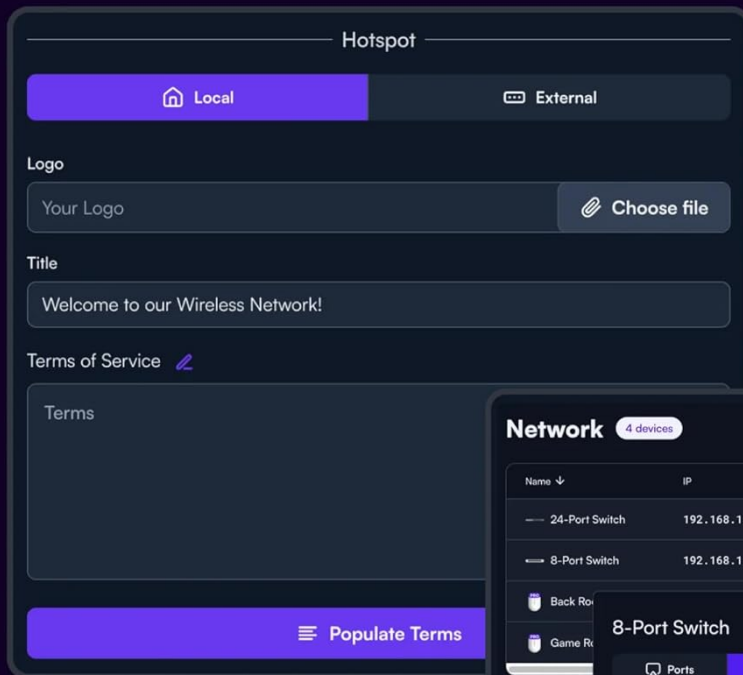 Hotspot
Local
External
Logo
Your Logo
Choose file
Title
Welcome to our Wireless Network!
Terms of Service
Terms
Populate Terms
Network
4 devices
Name
IP
24-Port Switch
192.168.1
8-Port Switch
192.168.1
Back
Game
8-Port Switch
Ports